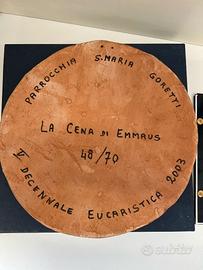 PARROCCHIA S. MARIA GORETTI
LA CENA DI EMMAUS
48/70
V DECENNALE EUCARISTICA 2003
subito